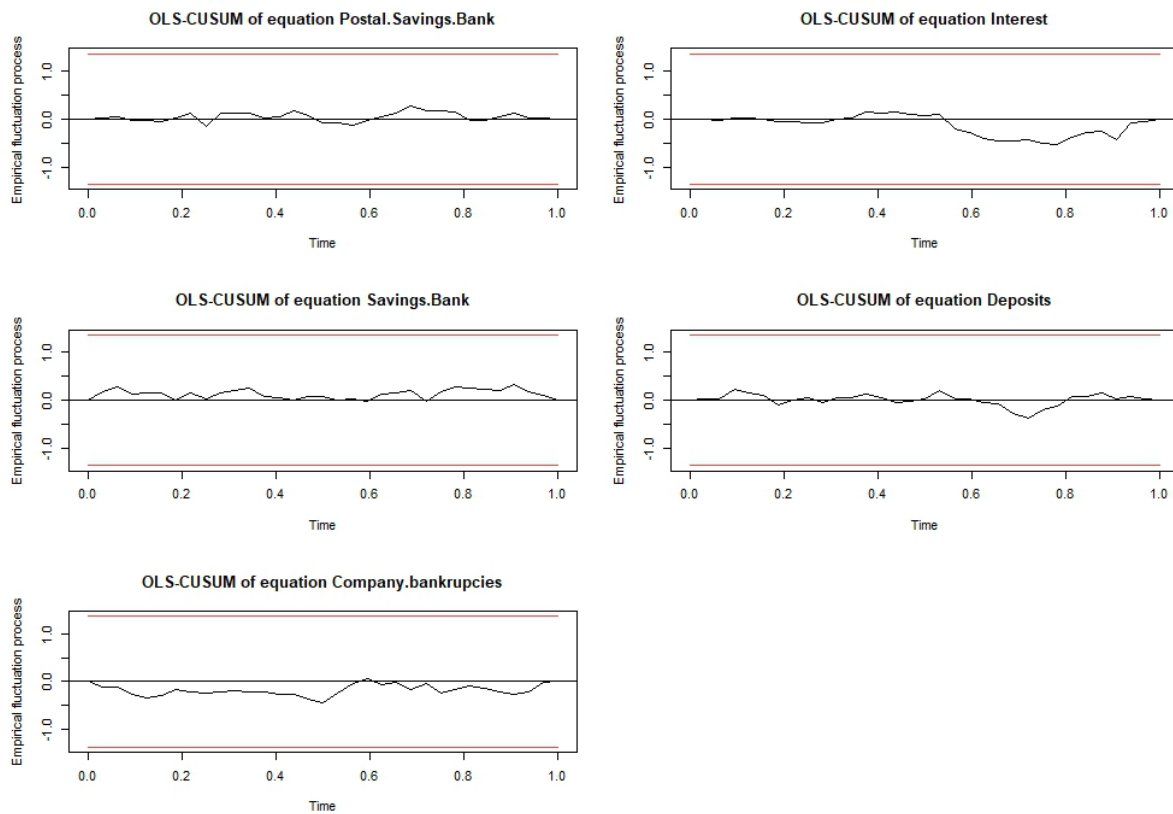 OLS-CUSUM of equation Postal.Savings.Bank
Empirical fluctuation process
1.0
0.0
-1.0
0.0 0.2 0.4 0.6 0.8 1.0
Time
OLS-CUSUM of equation Interest
Empirical fluctuation process
1.0
0.0
-1.0
0.0 0.2 0.4 0.6 0.8 1.0
Time
OLS-CUSUM of equation Savings.Bank
Empirical fluctuation process
1.0
0.0
-1.0
0.0 0.2 0.4 0.6 0.8 1.0
Time
OLS-CUSUM of equation Deposits
Empirical fluctuation process
1.0
0.0
-1.0
0.0 0.2 0.4 0.6 0.8 1.0
Time
OLS-CUSUM of equation Company.bankrupcies
Empirical fluctuation process
1.0
0.0
-1.0
0.0 0.2 0.4 0.6 0.8 1.0
Time